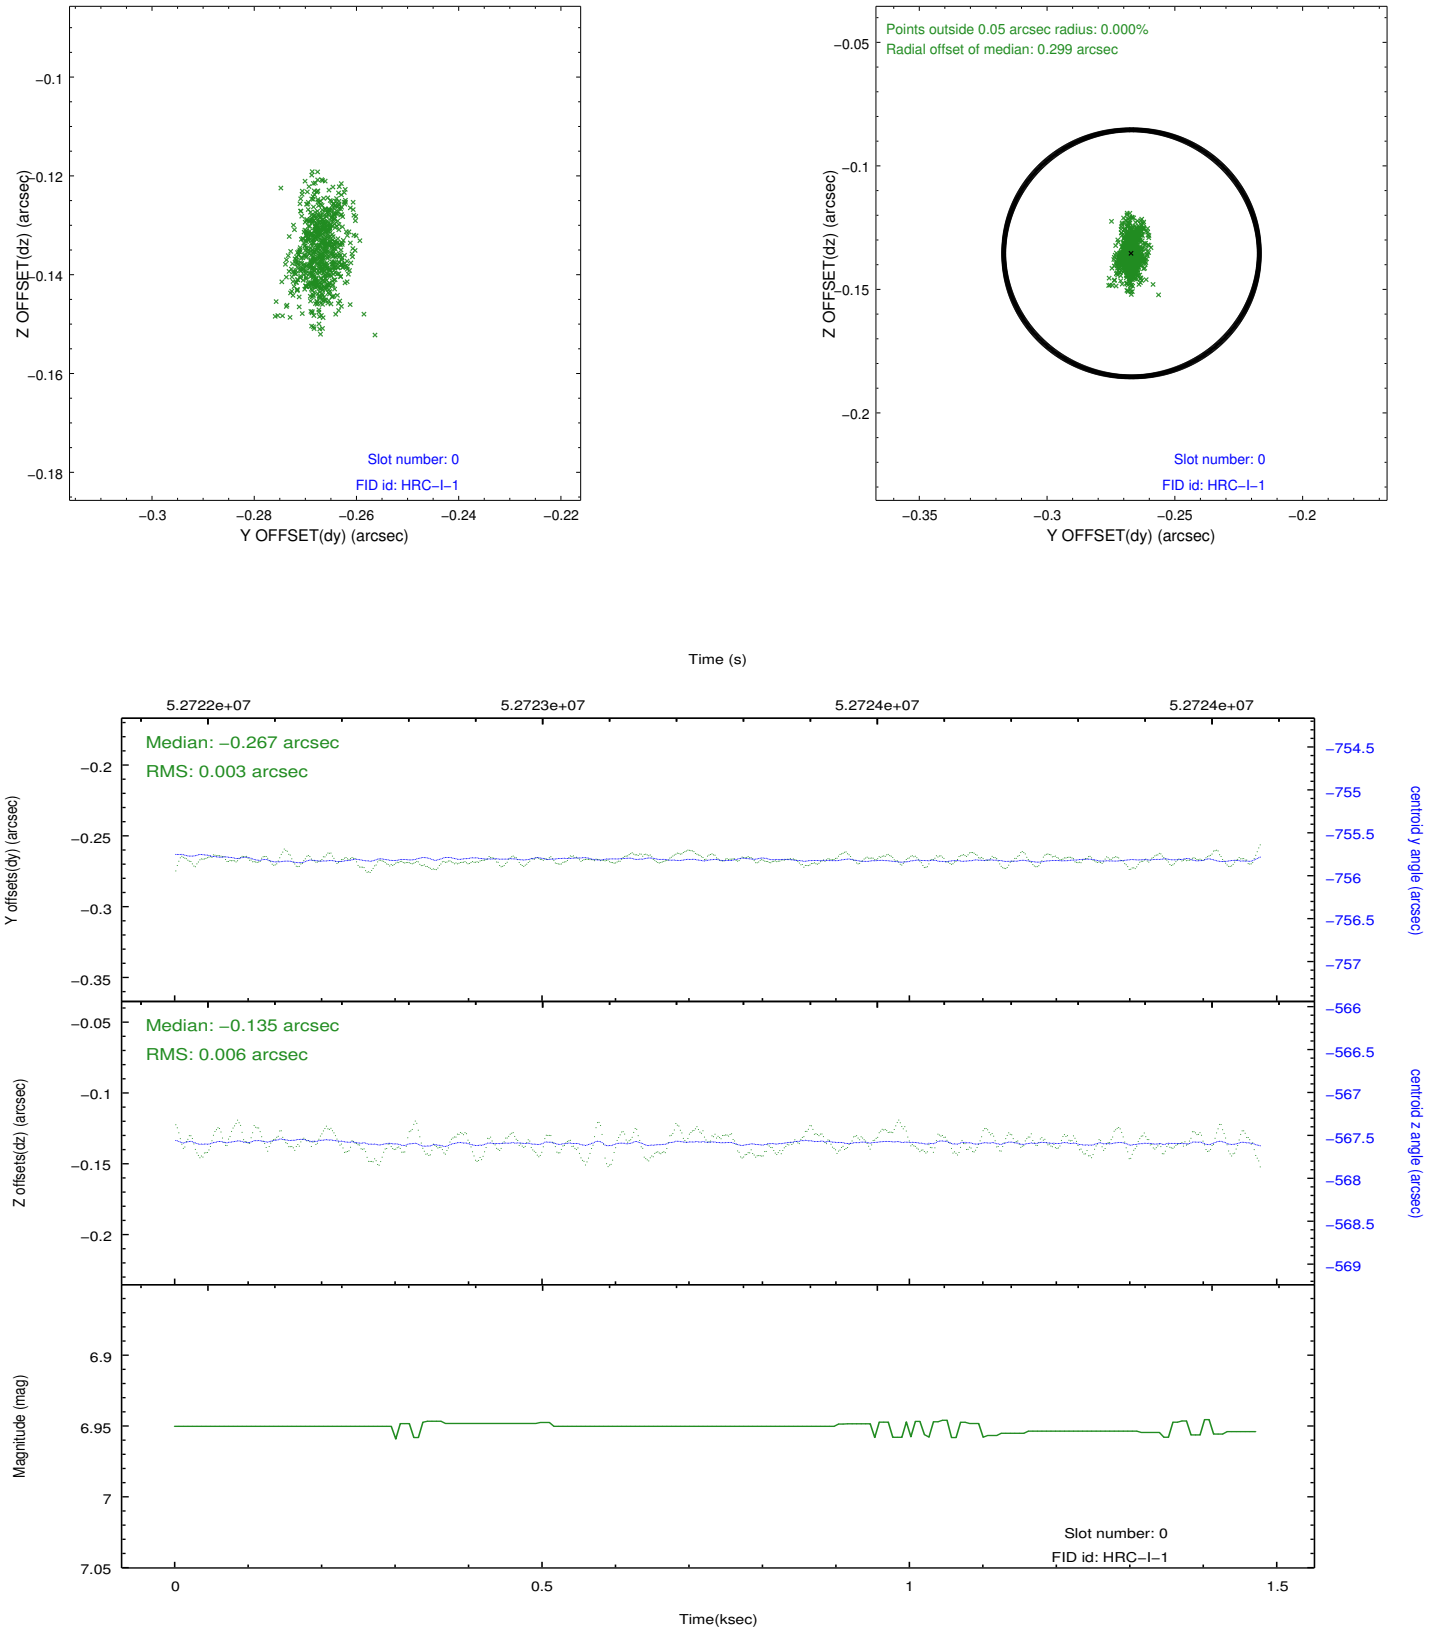 −0.1
−0.12
−0.14
−0.16
−0.18
Z OFFSET(dz) (arcsec)
Slot number: 0
FID id: HRC−I−1
−0.3
−0.28
−0.26
−0.24
−0.22
Y OFFSET(dy) (arcsec)
Points outside 0.05 arcsec radius: 0.000%
Radial offset of median: 0.299 arcsec
−0.05
−0.1
−0.15
−0.2
Z OFFSET(dz) (arcsec)
Slot number: 0
FID id: HRC−I−1
−0.35
−0.3
−0.25
−0.2
Y OFFSET(dy) (arcsec)
Time (s)
5.2722e+07
5.2723e+07
5.2724e+07
5.2724e+07
Median: −0.267 arcsec
RMS: 0.003 arcsec
−0.2
−0.25
−0.3
−0.35
Y offsets(dy) (arcsec)
−754.5
−755
−755.5
−756
−756.5
−757
centroid y angle (arcsec)
Median: −0.135 arcsec
RMS: 0.006 arcsec
−0.05
−0.1
−0.15
−0.2
Z offsets(dz) (arcsec)
−566
−566.5
−567
−567.5
−568
−568.5
−569
centroid z angle (arcsec)
6.9
6.95
7
7.05
Magnitude (mag)
Slot number: 0
FID id: HRC−I−1
0
0.5
1
1.5
Time(ksec)